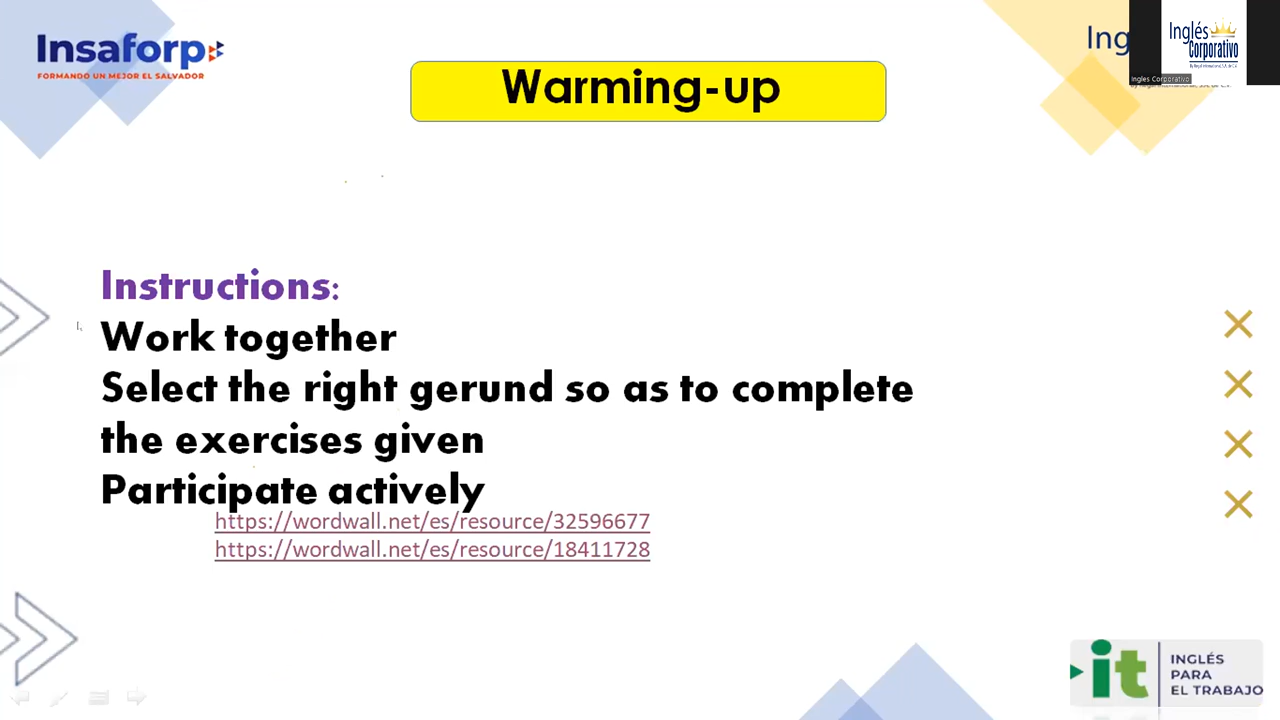 Insaforp
FORMANDO UN MEJOR EL SALVADOR
Ing
Inglés
Corporativo
Ingles Corporativo
Warming-up
Instructions:
Work together
Select the right gerund so as to complete
the exercises given
Participate actively
https://wordwall.net/es/resource/32596677
https://wordwall.net/es/resource/18411728
it
INGLÉS
PARA
EL TRABAJO